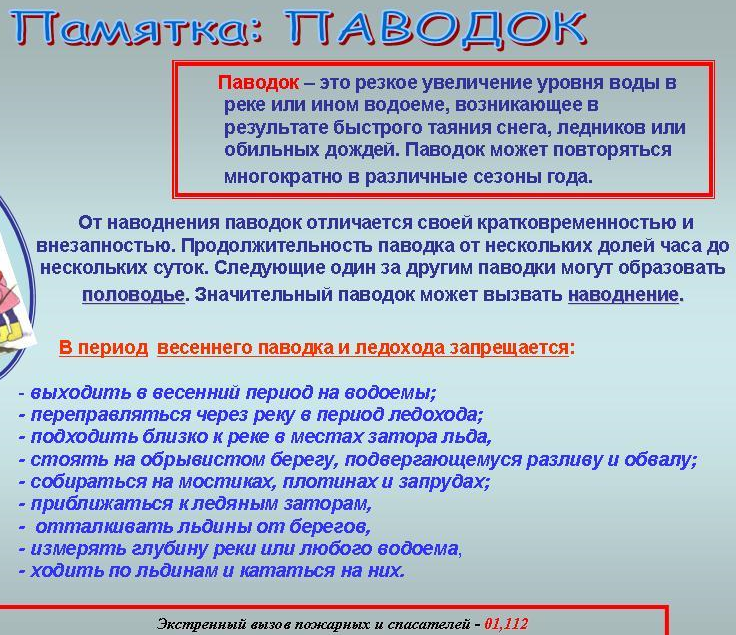 Памятка: ПАВОДОК
Паводок – это резкое увеличение уровня воды в
реке или ином водоеме, возникающее в
результате быстрого таяния снега, ледников или
обильных дождей. Паводок может повторяться
многократно в различные сезоны года.
От наводнения паводок отличается своей кратковременностью и
внезапностью. Продолжительность паводка от нескольких долей часа до
нескольких суток. Следующие один за другим паводки могут образовать
половодье. Значительный паводок может вызвать наводнение.
В период весеннего паводка и ледохода запрещается:
- выходить в весенний период на водоемы;
- переправляться через реку в период ледохода;
- подходить близко к реке в местах затора льда,
- стоять на обрывистом берегу, подвергающемуся разливу и обвалу;
- собираться на мостиках, плотинах и запрудах;
- приближаться к ледяным заторам,
- отталкивать льдины от берегов,
- измерять глубину реки или любого водоема,
- ходить по льдинам и кататься на них.
Экстренный вызов пожарных и спасателей - 01,112